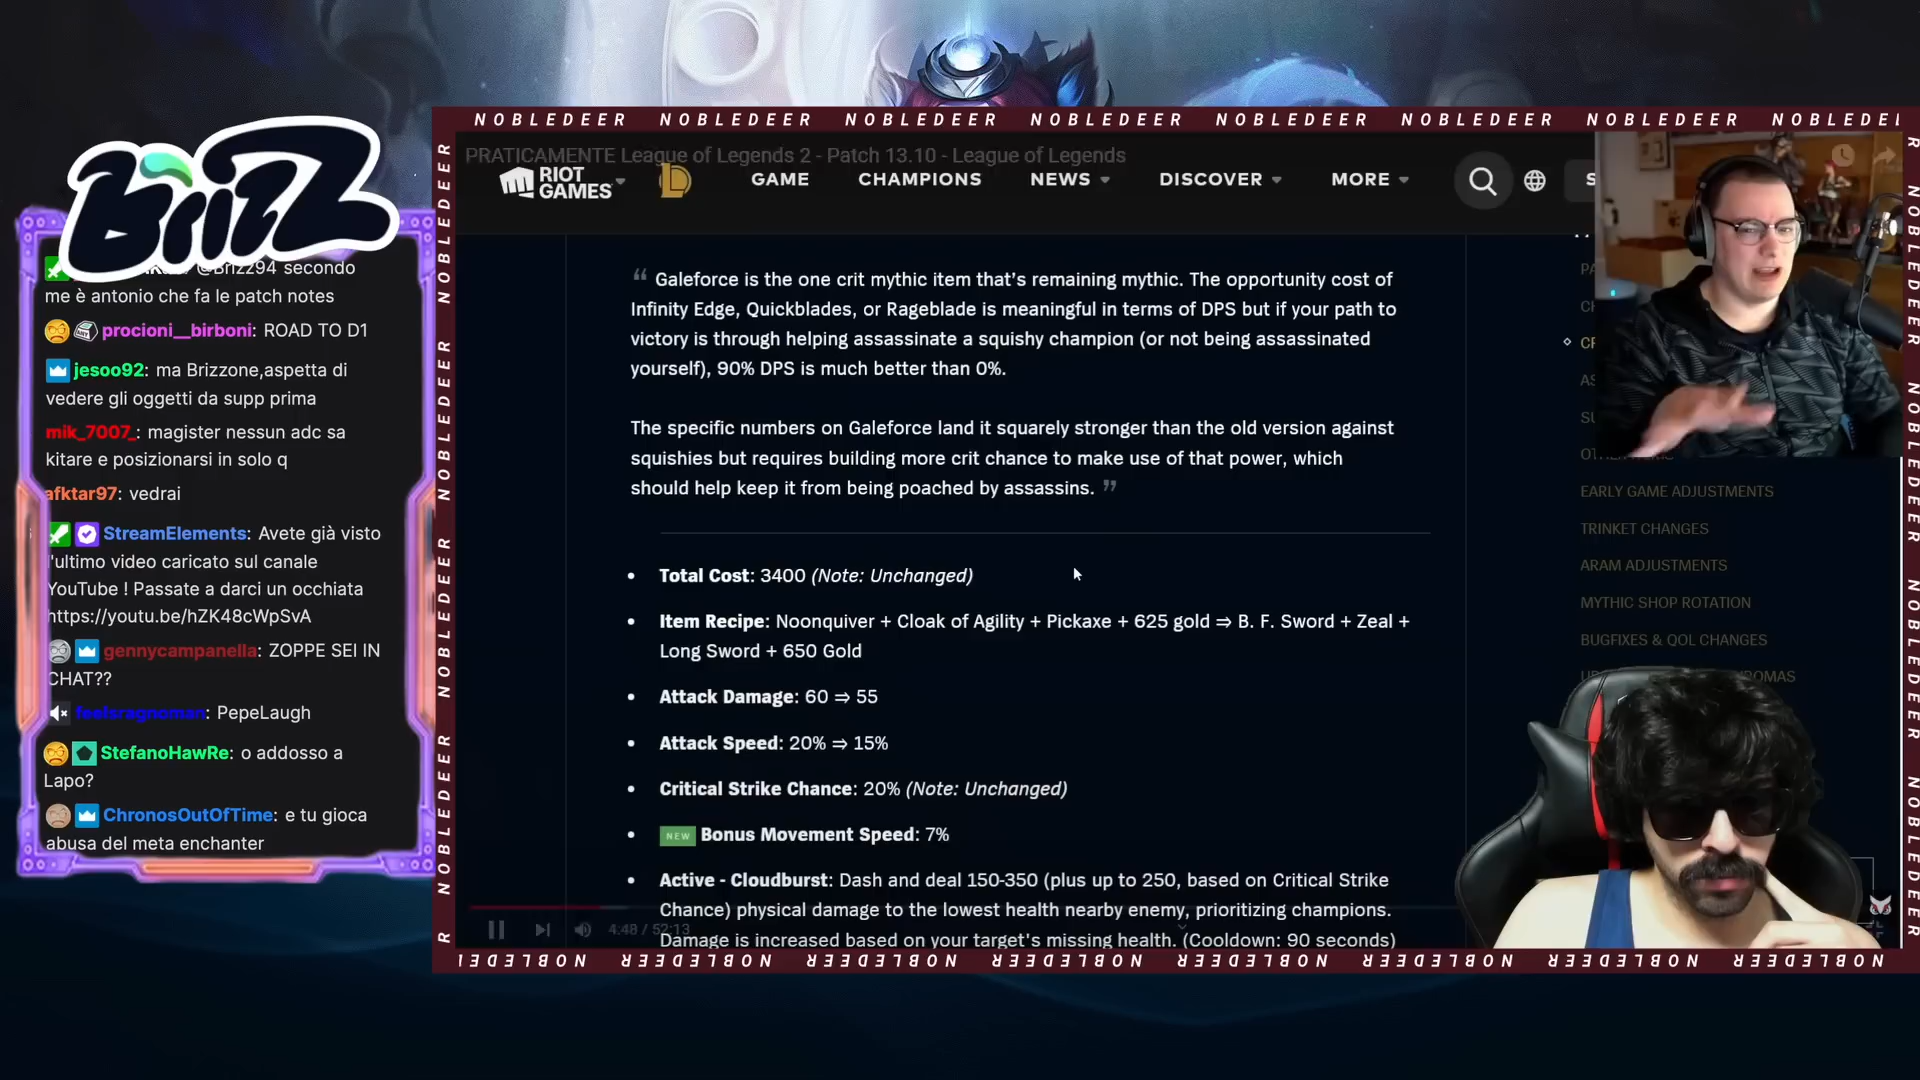 NOBLEDEER NOBLEDEER NOBLEDEER NOBLEDEER NOBLEDEER NOBLEDEER NOBLEDEER
PRATICAMENTE League of Legends 2 - Patch 13.10 - League of Legends
RIOT GAMES
GAME CHAMPIONS NEWS DISCOVER MORE
BrizZ
@Brizz94 secondo
me è antonio che fa le patch notes
procioni__birboni: ROAD TO D1
jesoo92: ma Brizzone,aspetta di
vedere gli oggetti da supp prima
mik_7007_: magister nessun adc sa
kitare e posizionarsi in solo q
afktar97: vedrai
StreamElements: Avete già visto
l'ultimo video caricato sul canale
YouTube ! Passate a darci un occhiata
https://youtu.be/hZK48cWpSvA
gennycampanella: ZOPPE SEI IN
CHAT??
feelsragnoman: PepeLaugh
StefanoHawRe: o addosso a
Lapo?
ChronosOutOfTime: e tu gioca
abusa del meta enchanter
“ Galeforce is the one crit mythic item that's remaining mythic. The opportunity cost of
Infinity Edge, Quickblades, or Rageblade is meaningful in terms of DPS but if your path to
victory is through helping assassinate a squishy champion (or not being assassinated
yourself), 90% DPS is much better than 0%.
The specific numbers on Galeforce land it squarely stronger than the old version against
squishies but requires building more crit chance to make use of that power, which
should help keep it from being poached by assassins. ”
• Total Cost: 3400 (Note: Unchanged)
• Item Recipe: Noonquiver + Cloak of Agility + Pickaxe + 625 gold ⇒ B. F. Sword + Zeal +
Long Sword + 650 Gold
• Attack Damage: 60 ⇒ 55
• Attack Speed: 20% ⇒ 15%
• Critical Strike Chance: 20% (Note: Unchanged)
• NEW Bonus Movement Speed: 7%
• Active - Cloudburst: Dash and deal 150-350 (plus up to 250, based on Critical Strike
Chance) physical damage to the lowest health nearby enemy, prioritizing champions.
Damage is increased based on your target's missing health. (Cooldown: 90 seconds)
4:48 / 52:13
EARLY GAME ADJUSTMENTS
TRINKET CHANGES
ARAM ADJUSTMENTS
MYTHIC SHOP ROTATION
BUGFIXES & QOL CHANGES
NOBLEDEER NOBLEDEER NOBLEDEER NOBLEDEER NOBLEDEER NOBLEDEER NOBLEDEER NOBLEDEER